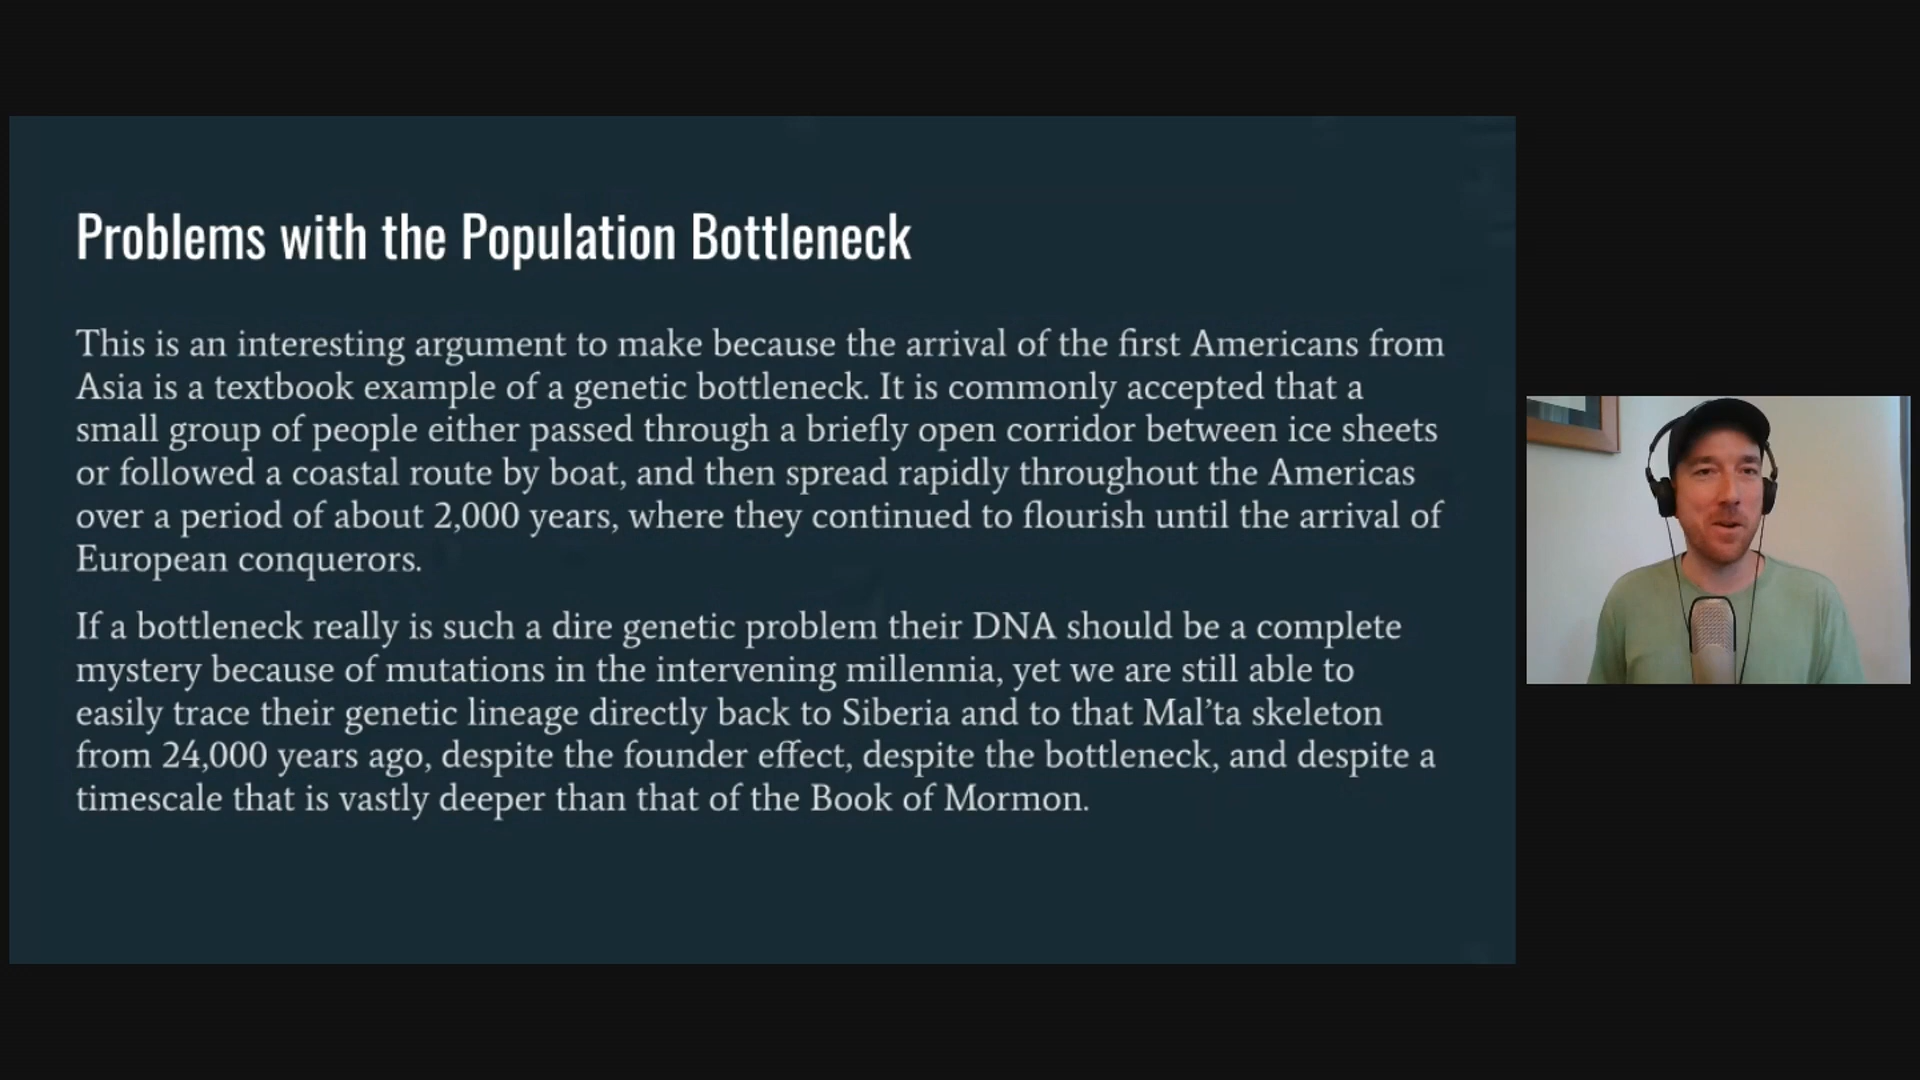 Problems with the Population Bottleneck
This is an interesting argument to make because the arrival of the first Americans from
Asia is a textbook example of a genetic bottleneck. It is commonly accepted that a
small group of people either passed through a briefly open corridor between ice sheets
or followed a coastal route by boat, and then spread rapidly throughout the Americas
over a period of about 2,000 years, where they continued to flourish until the arrival of
European conquerors.
If a bottleneck really is such a dire genetic problem their DNA should be a complete
mystery because of mutations in the intervening millennia, yet we are still able to
easily trace their genetic lineage directly back to Siberia and to that Mal’ta skeleton
from 24,000 years ago, despite the founder effect, despite the bottleneck, and despite a
timescale that is vastly deeper than that of the Book of Mormon.